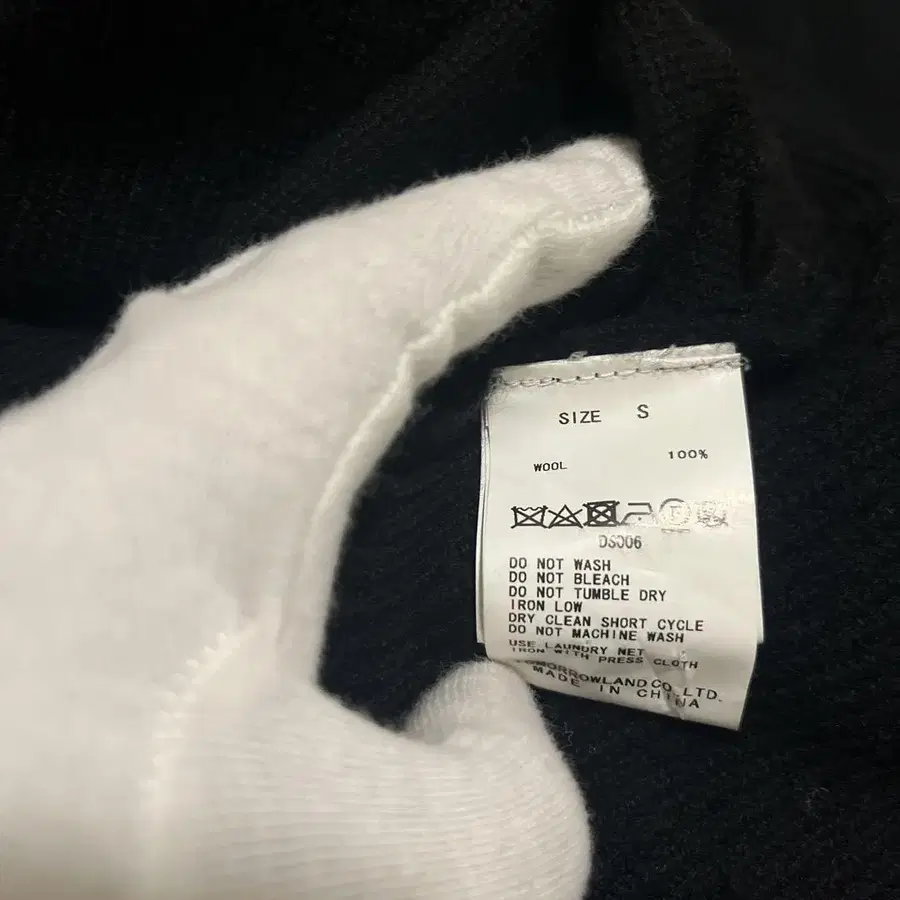 SIZE S
WOOL 100%
DS006
DO NOT WASH
DO NOT BLEACH
DO NOT TUMBLE DRY
IRON LOW
DRY CLEAN SHORT CYCLE
DO NOT MACHINE WASH
USE LAUNDRY NET
IRON WITH PRESS CLOTH
TOMORROWLAND CO.,LTD.
MADE IN CHINA